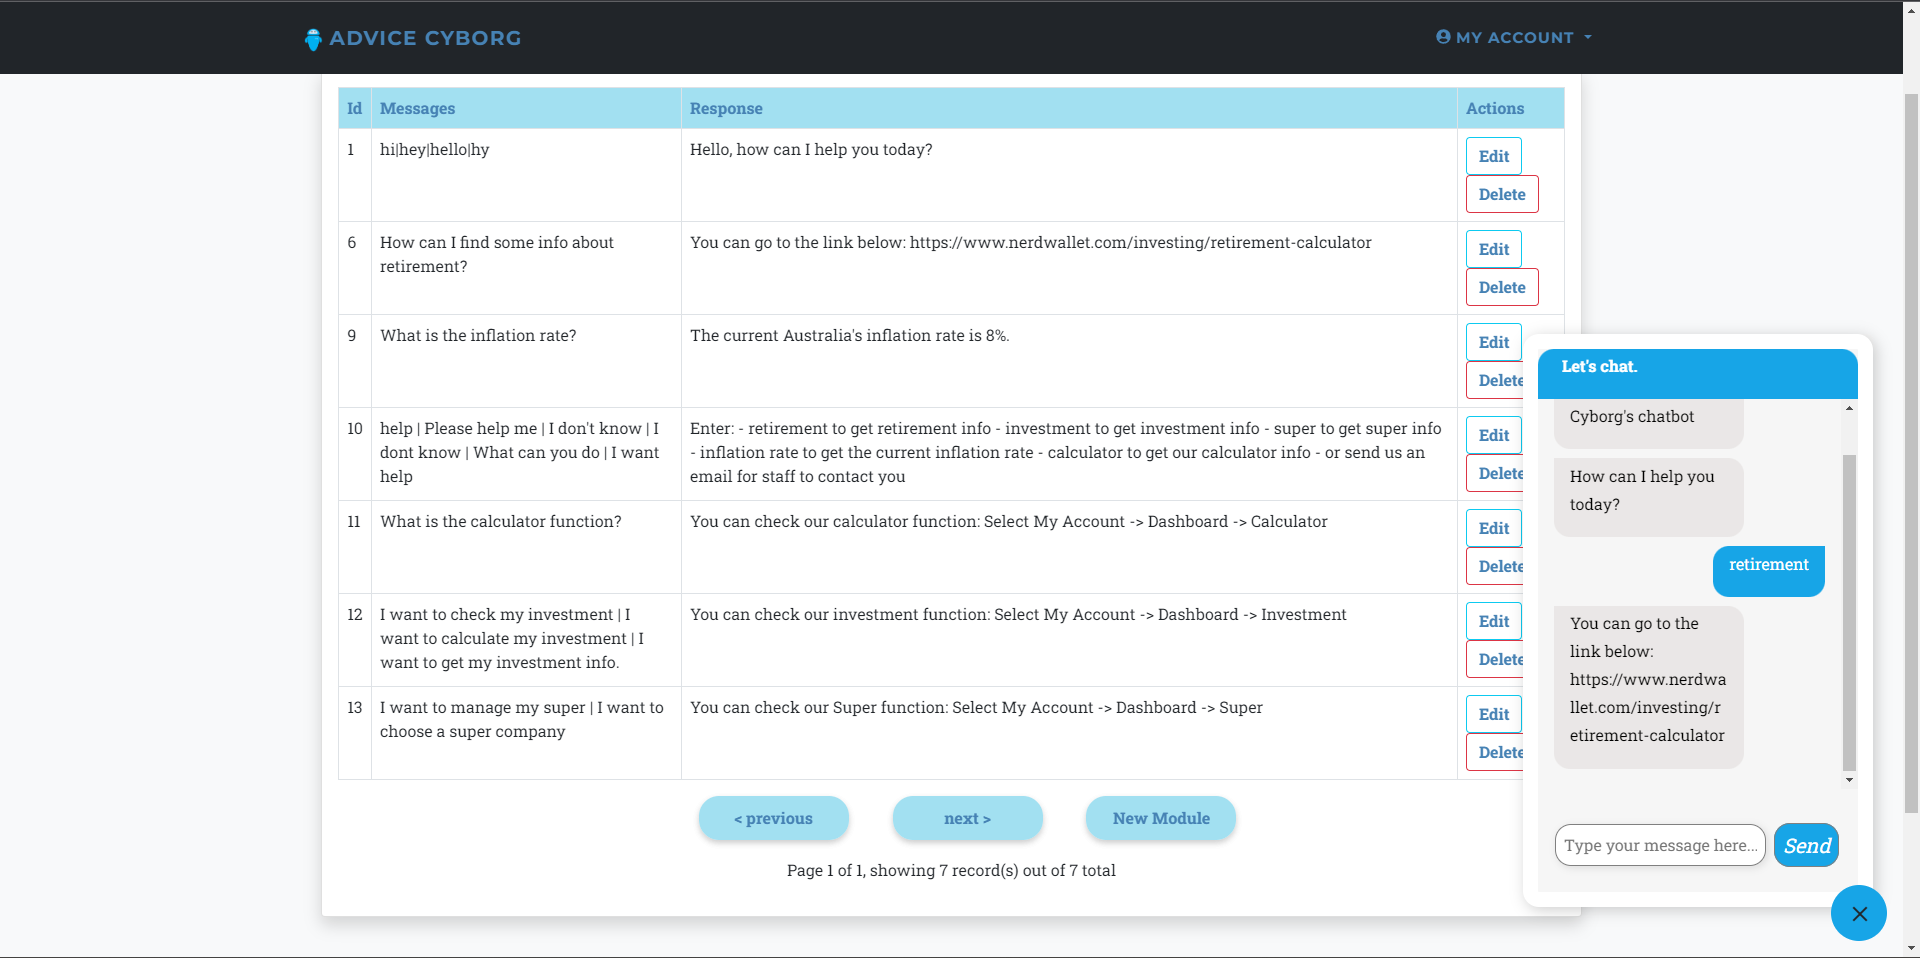 ADVICE CYBORG
MY ACCOUNT
Id Messages Response Actions
1 hi|hey|hello|hy Hello, how can I help you today? Edit
Delete
6 How can I find some info about You can go to the link below: https://www.nerdwallet.com/investing/retirement-calculator Edit
retirement?
Delete
9 What is the inflation rate? The current Australia's inflation rate is 8%. Edit
Delete
10 help | Please help me | I don't know | I Enter: - retirement to get retirement info - investment to get investment info - super to get super info Edit
dont know | What can you do | I want - inflation rate to get the current inflation rate - calculator to get our calculator info - or send us an
help email for staff to contact you Delete
11 What is the calculator function? You can check our calculator function: Select My Account -> Dashboard -> Calculator Edit
Delete
12 I want to check my investment | I You can check our investment function: Select My Account -> Dashboard -> Investment Edit
want to calculate my investment | I
want to get my investment info. Delete
13 I want to manage my super | I want to You can check our Super function: Select My Account -> Dashboard -> Super Edit
choose a super company
Delete
< previous next > New Module
Page 1 of 1, showing 7 record(s) out of 7 total
Let's chat.
Cyborg's chatbot
How can I help you
today?
retirement
You can go to the
link below:
https://www.nerdwa
llet.com/investing/r
etirement-calculator
Type your message here... Send